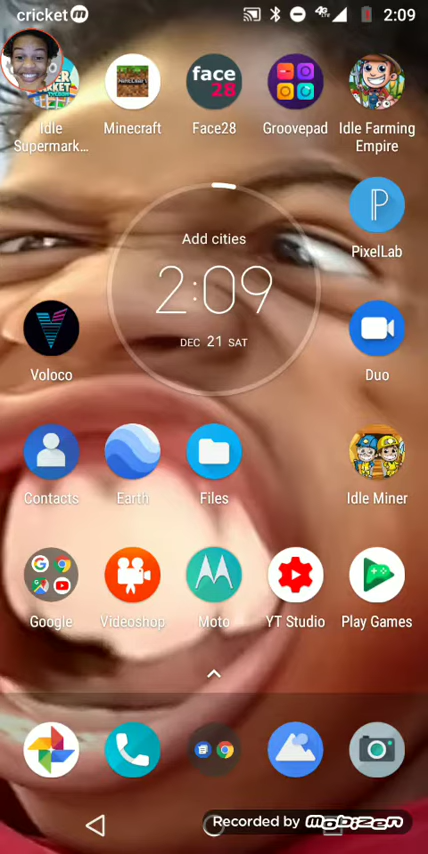 cricket m 4G LTE 2:09
Idle Supermark...
Minecraft
face 28
Face28
Groovepad
Idle Farming Empire
P
PixelLab
Add cities
2:09
DEC 21 SAT
Voloco
Duo
Contacts
Earth
Files
Idle Miner
Google
Videoshop
Moto
YT Studio
Play Games
Recorded by mobizen